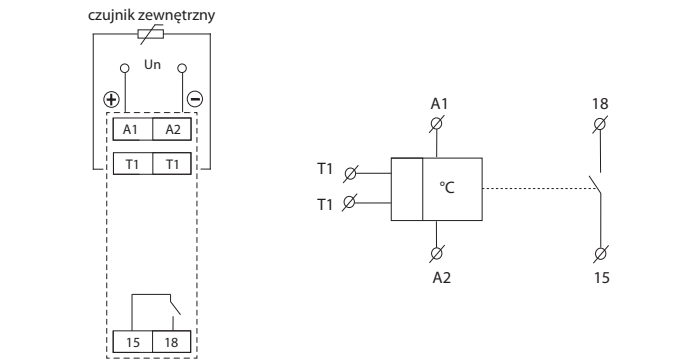 czujnik zewnętrzny
Un
+ −
A1 A2
T1 T1
15 18
A1
18
T1
°C
T1
A2
15